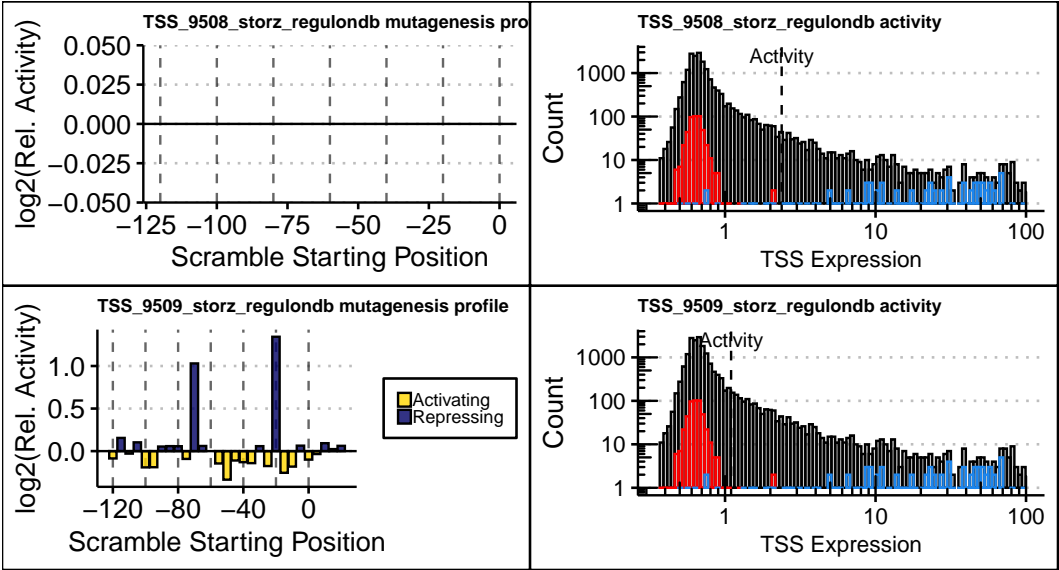 TSS_9508_storz_regulondb mutagenesis pro
log2(Rel. Activity)
0.050
0.025
0.000
−0.025
−0.050
−125 −100 −75 −50 −25 0
Scramble Starting Position
TSS_9508_storz_regulondb activity
Activity
Count
1000
100
10
1
1 10 100
TSS Expression
TSS_9509_storz_regulondb mutagenesis profile
log2(Rel. Activity)
1.0
0.5
0.0
−120 −80 −40 0
Scramble Starting Position
Activating
Repressing
TSS_9509_storz_regulondb activity
Activity
Count
1000
100
10
1
1 10 100
TSS Expression